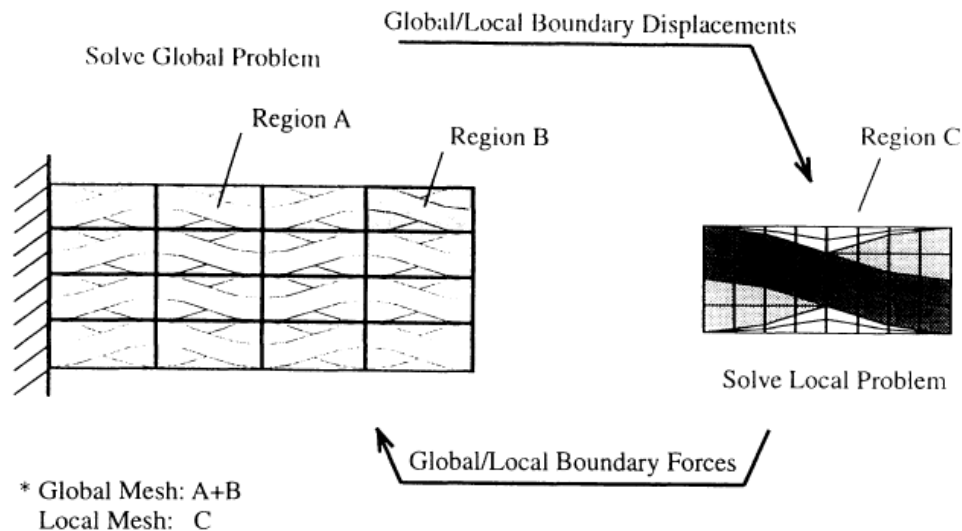 Global/Local Boundary Displacements
Solve Global Problem
Region A
Region B
Region C
Solve Local Problem
Global/Local Boundary Forces
* Global Mesh: A+B
Local Mesh: C